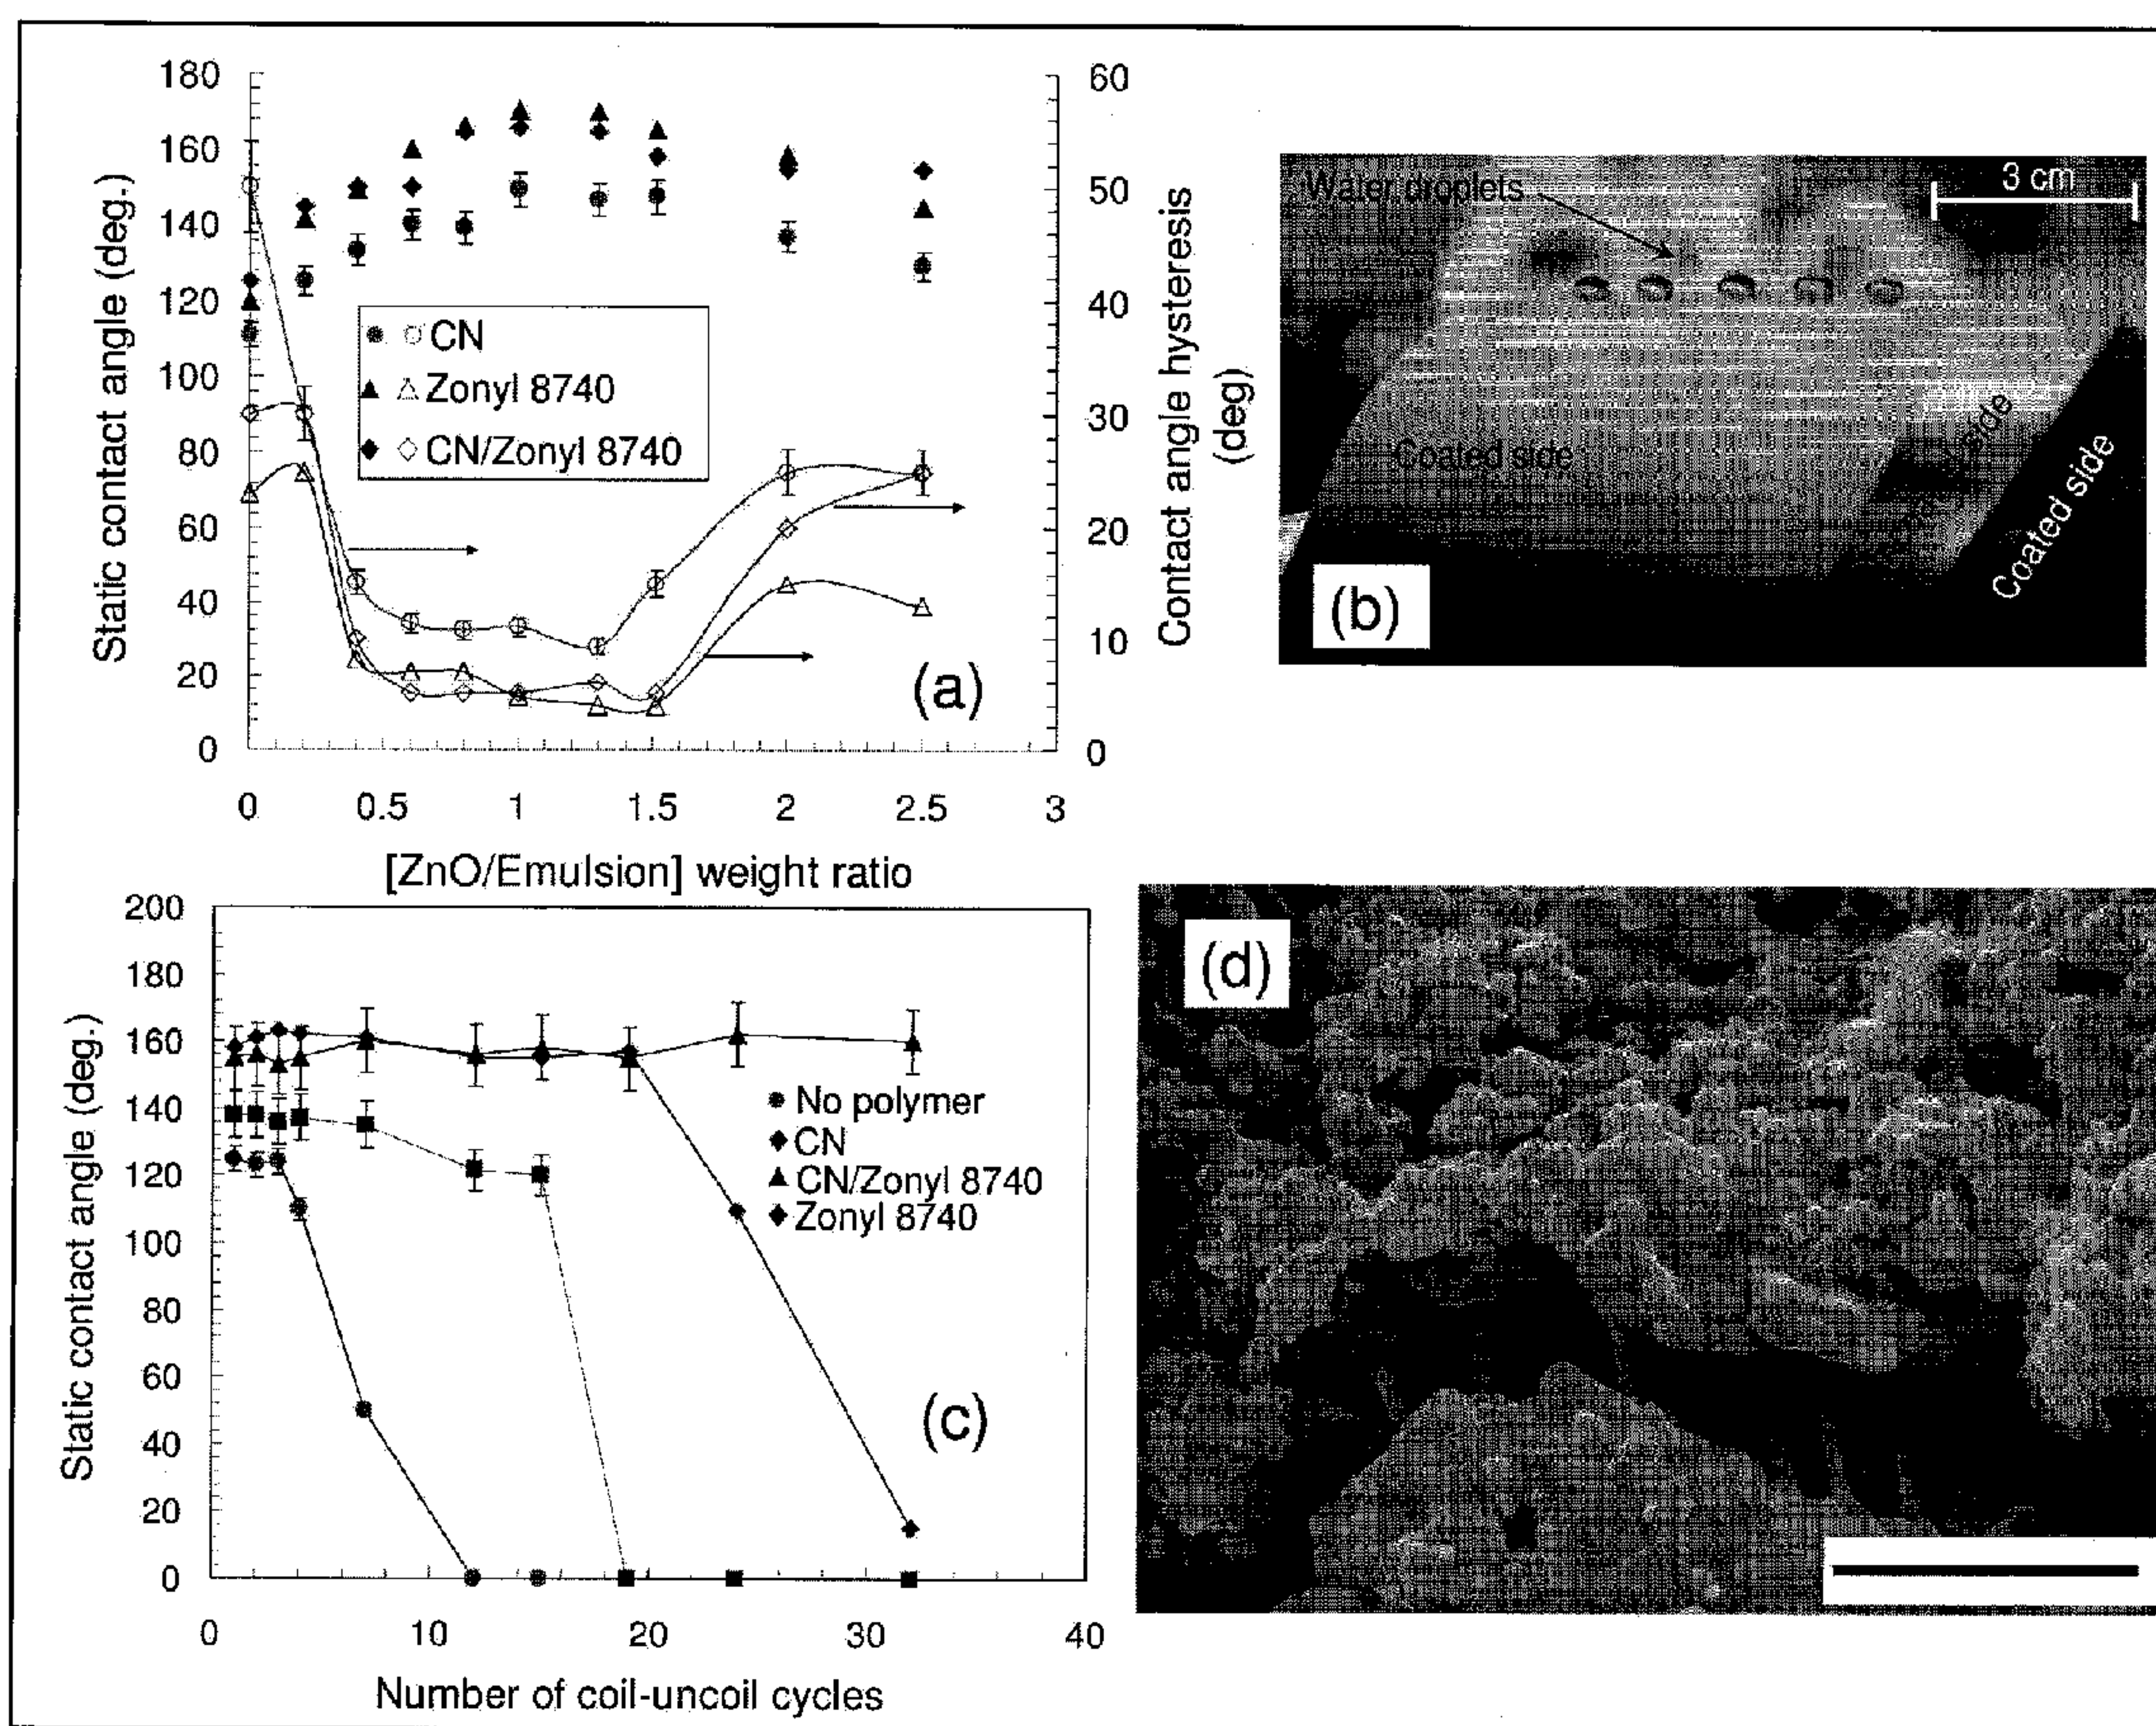 180
160
140
120
100
80
60
40
20
0
Static contact angle (deg.)
60
50
40
30
20
10
0
Contact angle hysteresis
(deg)
CN
Zonyl 8740
CN/Zonyl 8740
(a)
0 0.5 1 1.5 2 2.5 3
[ZnO/Emulsion] weight ratio
Water droplets
3 cm
Coated side
side
Coated side
(b)
200
180
160
140
120
100
80
60
40
20
0
Static contact angle (deg.)
No polymer
CN
CN/Zonyl 8740
Zonyl 8740
(c)
0 10 20 30 40
Number of coil-uncoil cycles
(d)